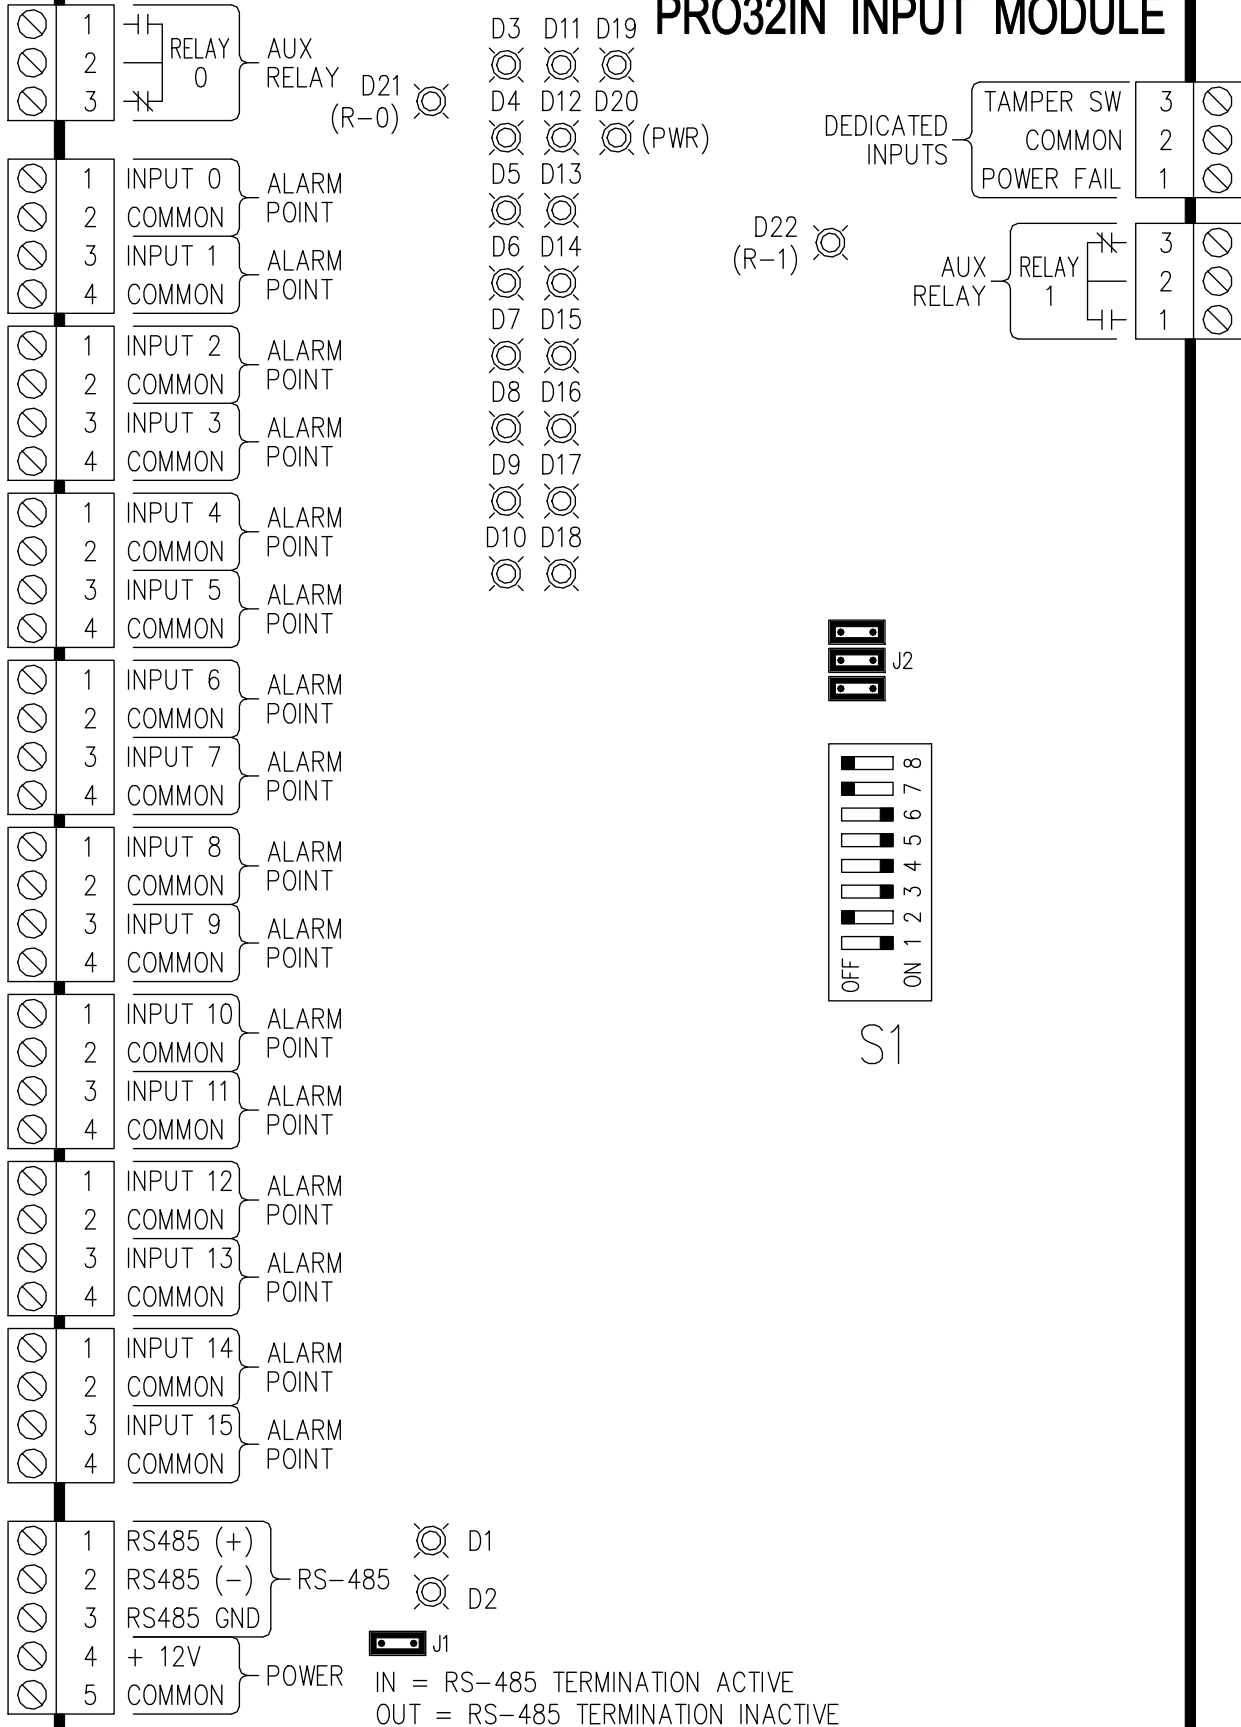 PRO32IN INPUT MODULE
1
2
3
RELAY
0
AUX
RELAY
D21
(R-0)
D3 D11 D19
D4 D12 D20
(PWR)
D5 D13
D6 D14
D7 D15
D8 D16
D9 D17
D10 D18
DEDICATED
INPUTS
TAMPER SW 3
COMMON 2
POWER FAIL 1
D22
(R-1)
AUX
RELAY
RELAY
1
3
2
1
1 INPUT 0
2 COMMON
ALARM
POINT
3 INPUT 1
4 COMMON
ALARM
POINT
1 INPUT 2
2 COMMON
ALARM
POINT
3 INPUT 3
4 COMMON
ALARM
POINT
1 INPUT 4
2 COMMON
ALARM
POINT
3 INPUT 5
4 COMMON
ALARM
POINT
1 INPUT 6
2 COMMON
ALARM
POINT
3 INPUT 7
4 COMMON
ALARM
POINT
1 INPUT 8
2 COMMON
ALARM
POINT
3 INPUT 9
4 COMMON
ALARM
POINT
1 INPUT 10
2 COMMON
ALARM
POINT
3 INPUT 11
4 COMMON
ALARM
POINT
1 INPUT 12
2 COMMON
ALARM
POINT
3 INPUT 13
4 COMMON
ALARM
POINT
1 INPUT 14
2 COMMON
ALARM
POINT
3 INPUT 15
4 COMMON
ALARM
POINT
J2
OFF
ON 1 2 3 4 5 6 7 8
S1
1 RS485 (+)
2 RS485 (-)
3 RS485 GND
RS-485
4 + 12V
5 COMMON
POWER
D1
D2
J1
IN = RS-485 TERMINATION ACTIVE
OUT = RS-485 TERMINATION INACTIVE